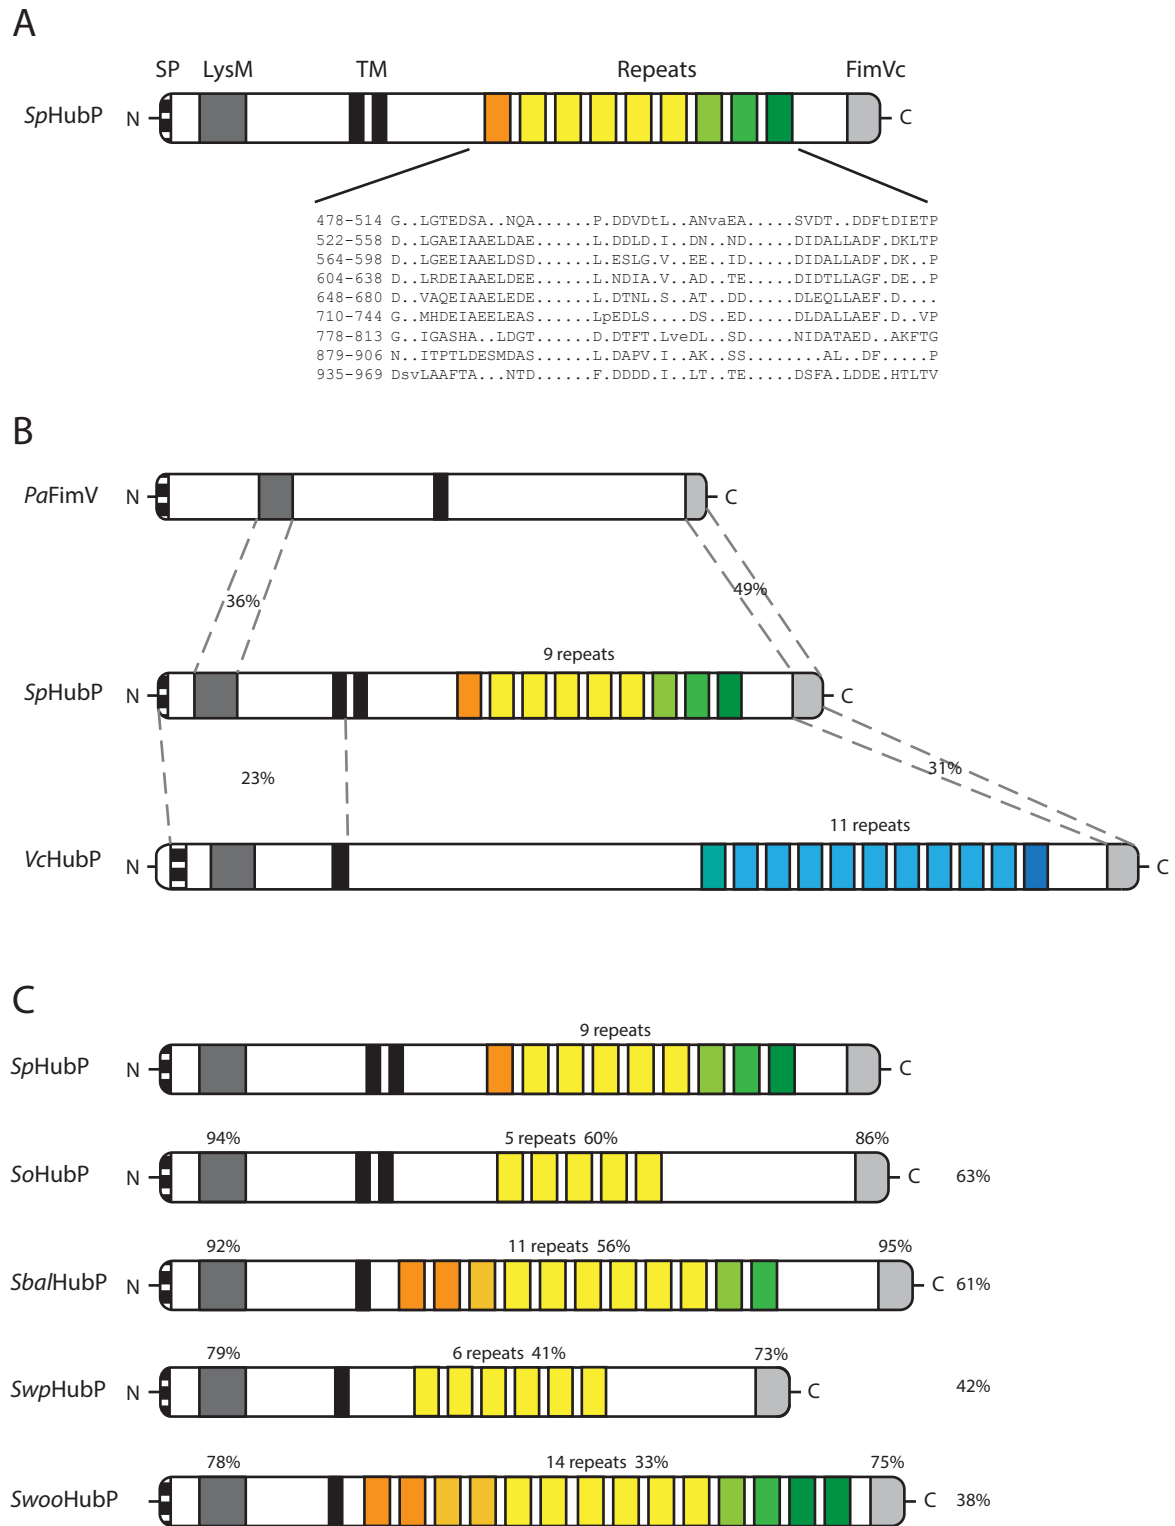 A
SP LysM TM Repeats FimVc
SpHubP N C
478-514 G..LGTEDSA..NQA......P.DDVDtL..ANvaEA.....SVDT..DDFtDIETP
522-558 D..LGAEIAAELDAE......L.DDLD.I..DN..ND.....DIDALLADF.DKLTP
564-598 D..LGEEIAAELDSD......L.ESLG.V..EE..ID.....DIDALLADF.DK..P
604-638 D..LRDEIAAELDEE......L.NDIA.V..AD..TE.....DIDTLLAGF.DE..P
648-680 D..VAQEIAAELEDE......L.DTNL.S..AT..DD.....DLEQLLAEF.D....
710-744 G..MHDEIAEELEAS......LpEDLS....DS..ED.....DLDALLAEF.D..VP
778-813 G..IGASHA..LDGT......D.DTFT.LveDL..SD.....NIDATAED..AKFTG
879-906 N..ITPTLDESMDAS......L.DAPV.I..AK..SS........AL..DF.....P
935-969 DsvLAAFTA...NTD......F.DDDD.I..LT..TE.....DSFA.LDDE.HTLTV
B
PaFimV N C
36% 49%
9 repeats
SpHubP N C
23% 31%
11 repeats
VcHubP N C
C
9 repeats
SpHubP N C
94% 5 repeats 60% 86%
SoHubP N C 63%
92% 11 repeats 56% 95%
SbalHubP N C 61%
79% 6 repeats 41% 73%
SwpHubP N C 42%
78% 14 repeats 33% 75%
SwooHubP N C 38%